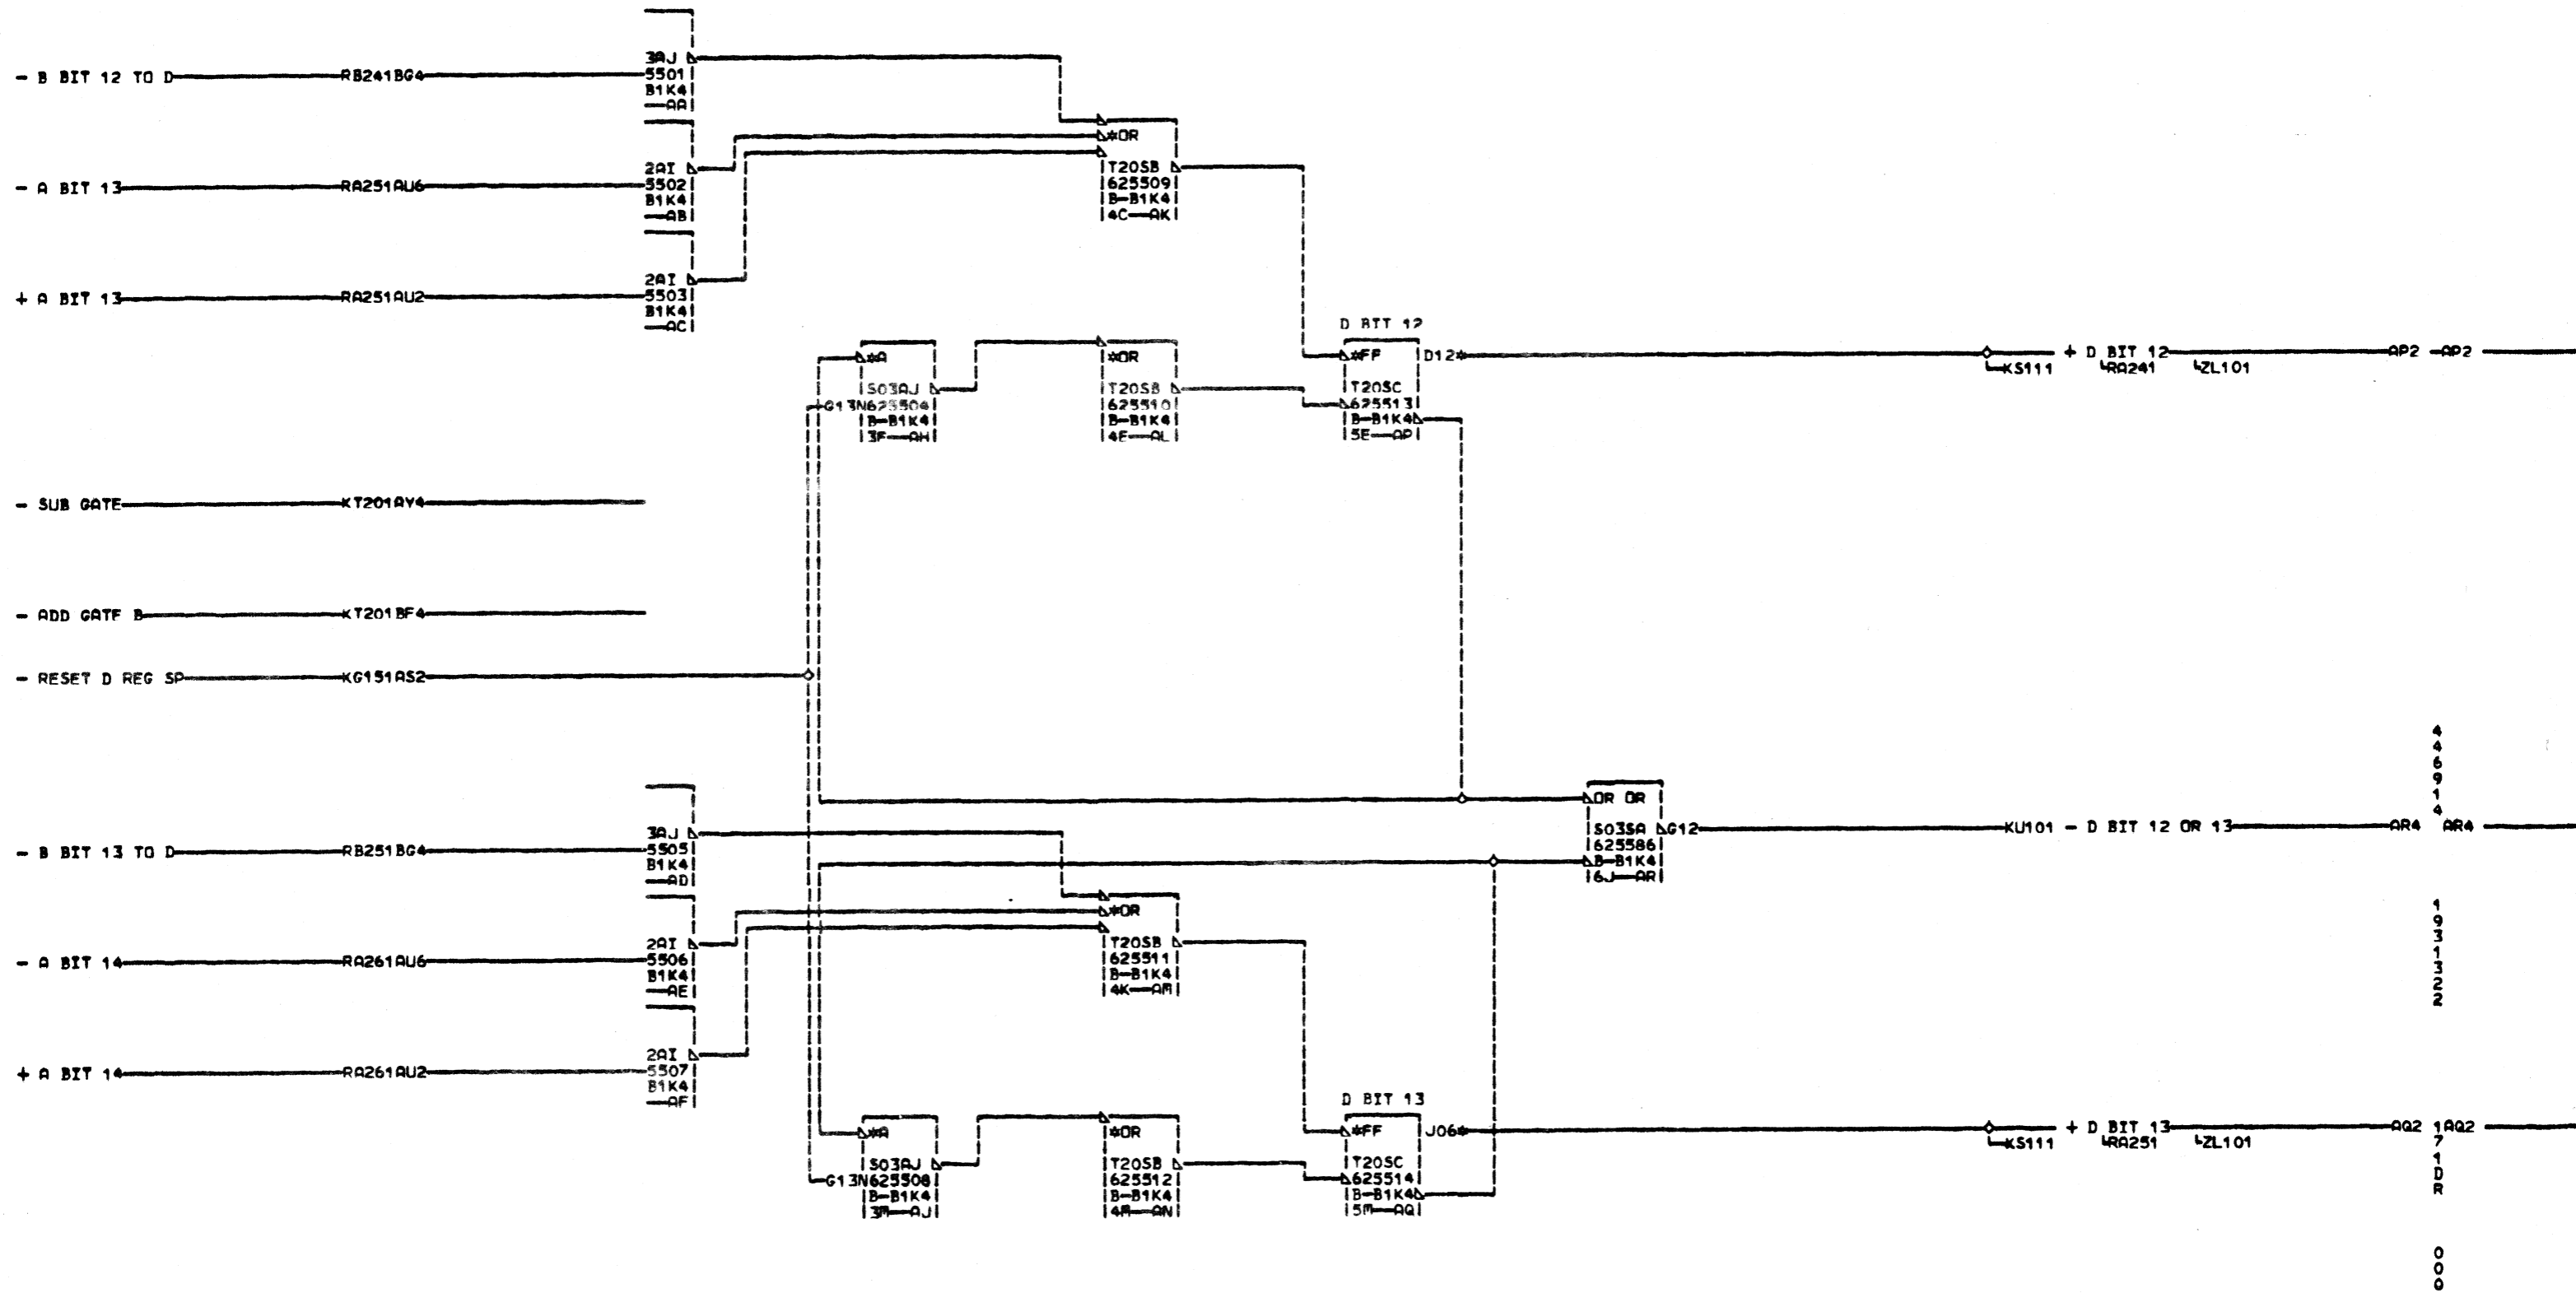 3AJ
- B BIT 12 TO D RB241BG4 5501
B1K4
AA
*OR
2AI T20SB
- A BIT 13 RA251AU6 5502 625509
B1K4 B-B1K4
AB 4C AK
2AI
+ A BIT 13 RA251AU2 5503
B1K4
AC
D BIT 12
*A *OR *FF D12* + D BIT 12 AP2 AP2
KS111 RA241 ZL101
S03AJ T20SB T20SC
G13N625504 625510 625513
B-B1K4 B-B1K4 B-B1K4
3F AH 4E AL 5E AP
- SUB GATE KT201AY4
- ADD GATE B KT201BF4
- RESET D REG SP KG151AS2
4
4
6
9
1
4
OR OR
S03SA G12 KU101 - D BIT 12 OR 13 AR4 AR4
625586
B-B1K4
6J AR
3AJ
- B BIT 13 TO D RB251BG4 5505
B1K4
AD
1
9
3
1
3
2
2
*OR
2AI T20SB
- A BIT 14 RA261AU6 5506 625511
B1K4 B-B1K4
AE 4K AM
2AI
+ A BIT 14 RA261AU2 5507
B1K4
AF
D BIT 13
*A *OR *FF J06* + D BIT 13 AQ2 1AQ2
KS111 RA251 ZL101 7
S03AJ T20SB T20SC 1
G13N625508 625512 625514 D
B-B1K4 B-B1K4 B-B1K4 R
3M AJ 4M AN 5M AQ
0
0
0